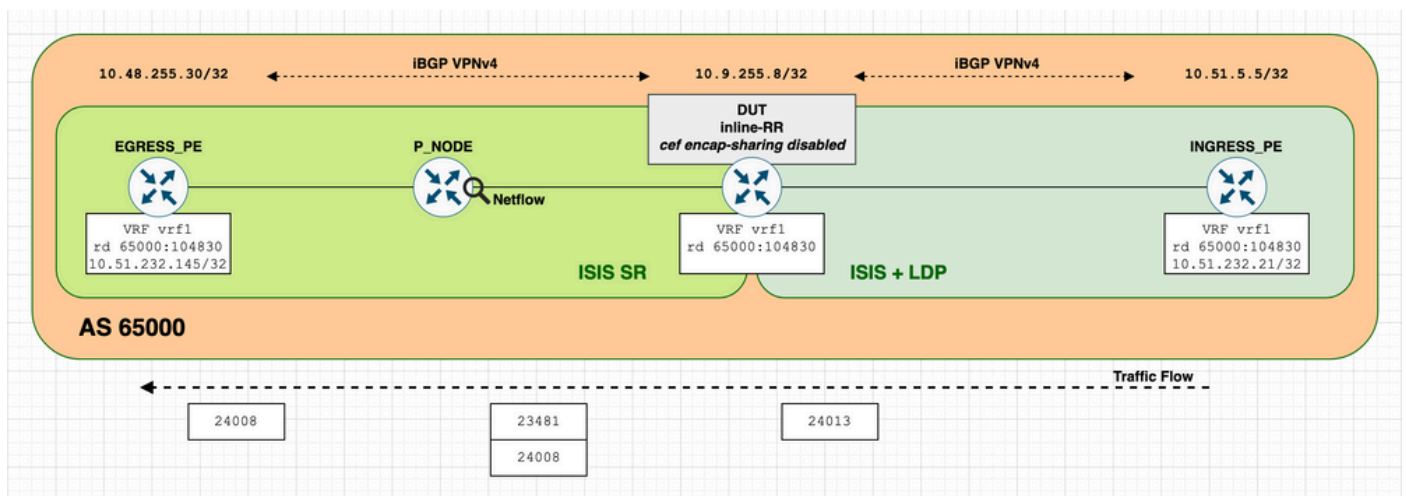 10.48.255.30/32
iBGP VPNv4
10.9.255.8/32
iBGP VPNv4
10.51.5.5/32
DUT
inline-RR
cef encap-sharing disabled
EGRESS_PE
P_NODE
INGRESS_PE
Netflow
VRF vrf1
rd 65000:104830
10.51.232.145/32
VRF vrf1
rd 65000:104830
VRF vrf1
rd 65000:104830
10.51.232.21/32
ISIS SR
ISIS + LDP
AS 65000
Traffic Flow
24008
23481
24008
24013